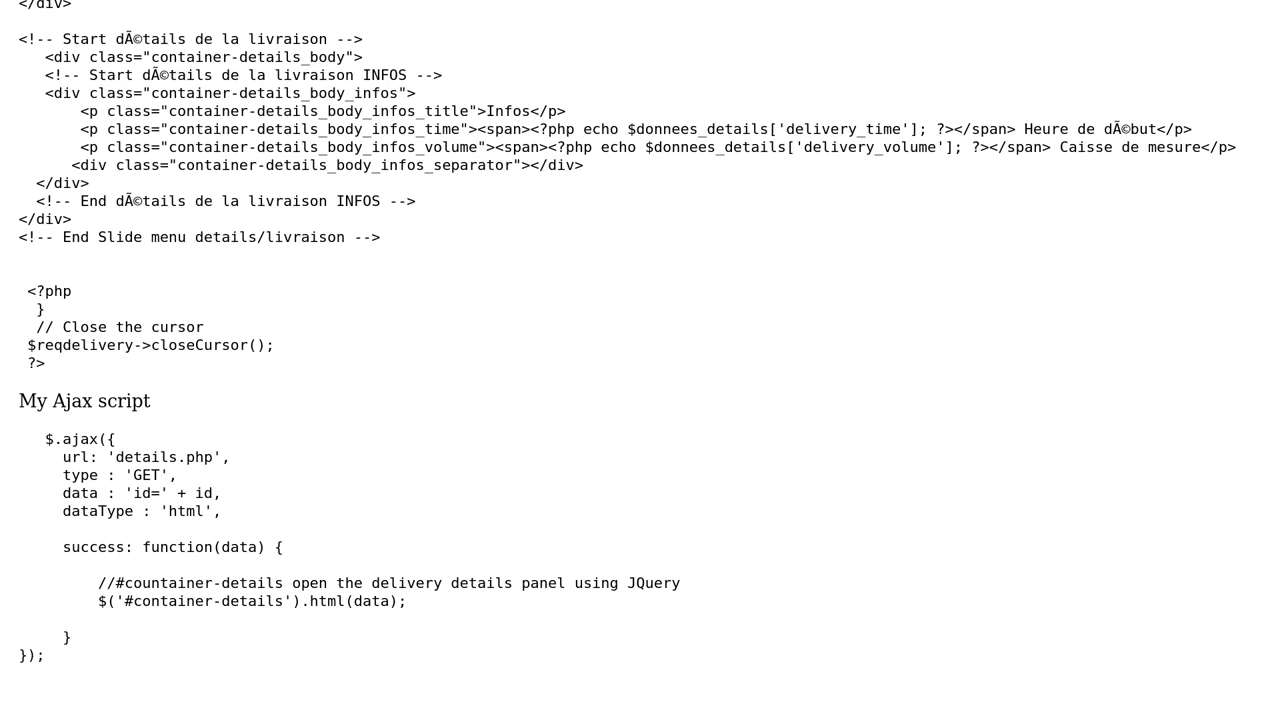 </div>
<!-- Start dÃ©tails de la livraison -->
<div class="container-details_body">
<!-- Start dÃ©tails de la livraison INFOS -->
<div class="container-details_body_infos">
<p class="container-details_body_infos_title">Infos</p>
<p class="container-details_body_infos_time"><span><?php echo $donnees_details['delivery_time']; ?></span> Heure de dÃ©but</p>
<p class="container-details_body_infos_volume"><span><?php echo $donnees_details['delivery_volume']; ?></span> Caisse de mesure</p>
<div class="container-details_body_infos_separator"></div>
</div>
<!-- End dÃ©tails de la livraison INFOS -->
</div>
<!-- End Slide menu details/livraison -->
<?php
}
// Close the cursor
$reqdelivery->closeCursor();
?>
My Ajax script
$.ajax({
url: 'details.php',
type : 'GET',
data : 'id=' + id,
dataType : 'html',
success: function(data) {
//#countainer-details open the delivery details panel using JQuery
$('#container-details').html(data);
}
});